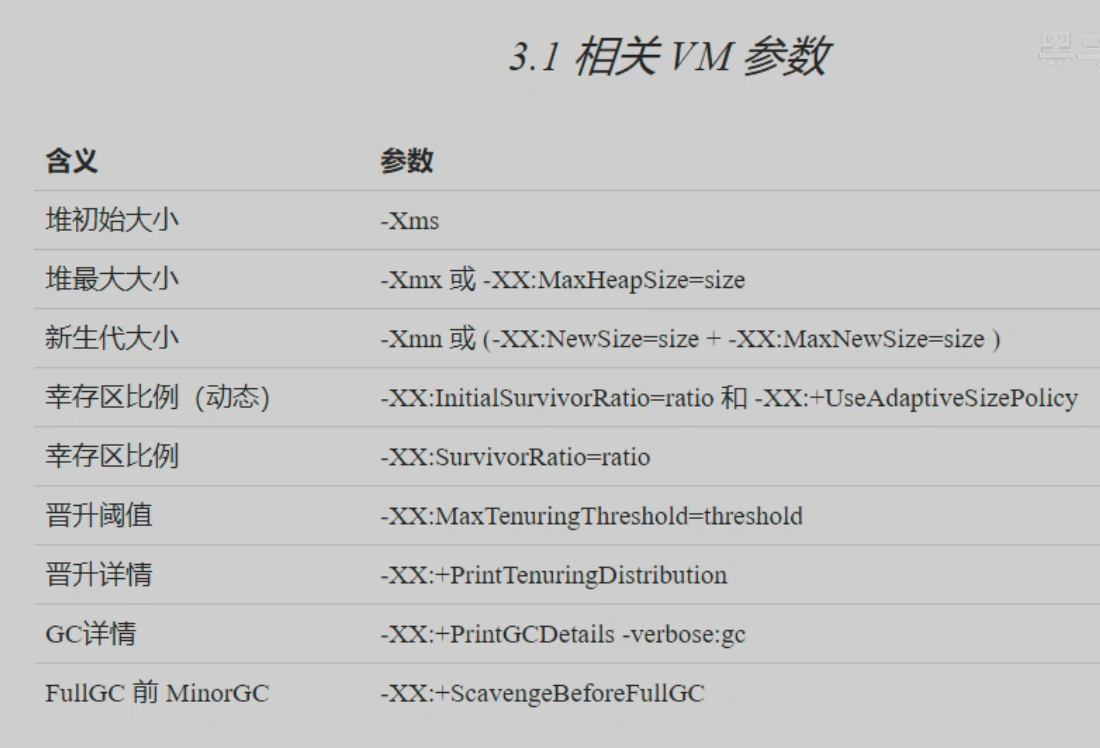 3.1 相关 VM 参数
黑马
含义 参数
堆初始大小 -Xms
堆最大大小 -Xmx 或 -XX:MaxHeapSize=size
新生代大小 -Xmn 或 (-XX:NewSize=size + -XX:MaxNewSize=size )
幸存区比例（动态） -XX:InitialSurvivorRatio=ratio 和 -XX:+UseAdaptiveSizePolicy
幸存区比例 -XX:SurvivorRatio=ratio
晋升阈值 -XX:MaxTenuringThreshold=threshold
晋升详情 -XX:+PrintTenuringDistribution
GC详情 -XX:+PrintGCDetails -verbose:gc
FullGC 前 MinorGC -XX:+ScavengeBeforeFullGC